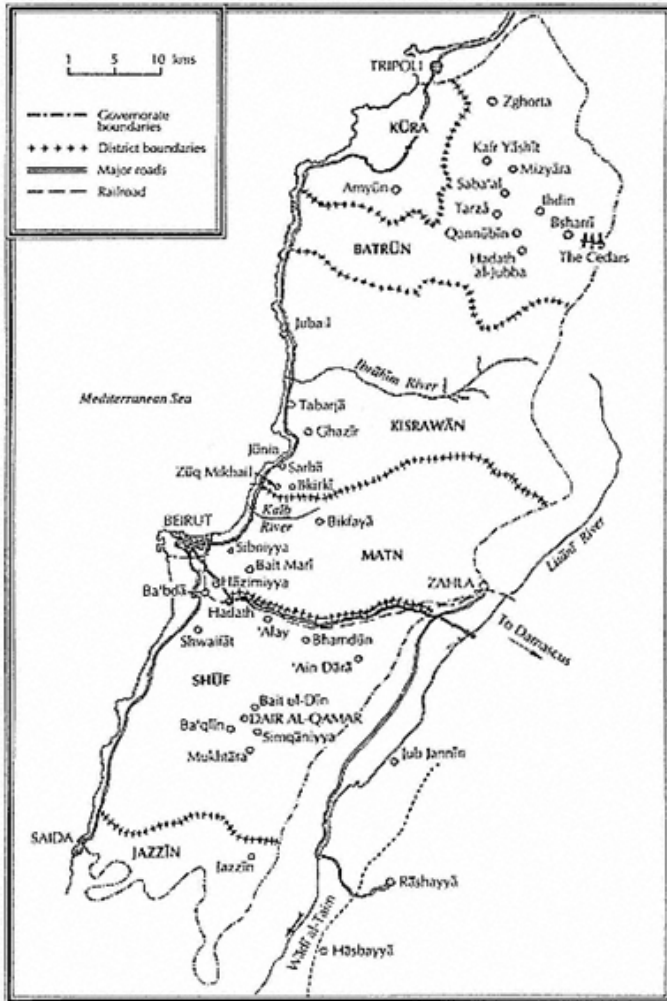 1 5 10 kms
Governorate
boundaries
District boundaries
Major roads
Railroad
TRIPOLI
Zghorta
KŪRA
Kafr Yāshīt
Mizyāra
Saba'al
Amyūn
Tarzā
Ihdin
Qannūbīn
Bsharrī
BATRŪN
Hadath
al-Jubba
The Cedars
Jubail
Ibrāhīm River
Mediterranean Sea
Tabarjā
KISRAWĀN
Ghazīr
Jūnia
Sarbā
Zūq Mikhail
Bkirkī
Kalb
River
Bikfayā
BEIRUT
Sibniyya
MATN
Līṭānī River
Bait Marī
Hāzimiyya
ZAHLA
Ba'bdā
Hadath
'Alay
To Damascus
Shwaifāt
Bhamdūn
'Ain Dārā
SHŪF
Bait ul-Dīn
DAIR AL-QAMAR
Ba'qlīn
Simqāniyya
Mukhtāra
Jub Jannīn
SAIDA
JAZZĪN
Jazzīn
Rāshayyā
Wādī al-Taim
Hāsbayyā